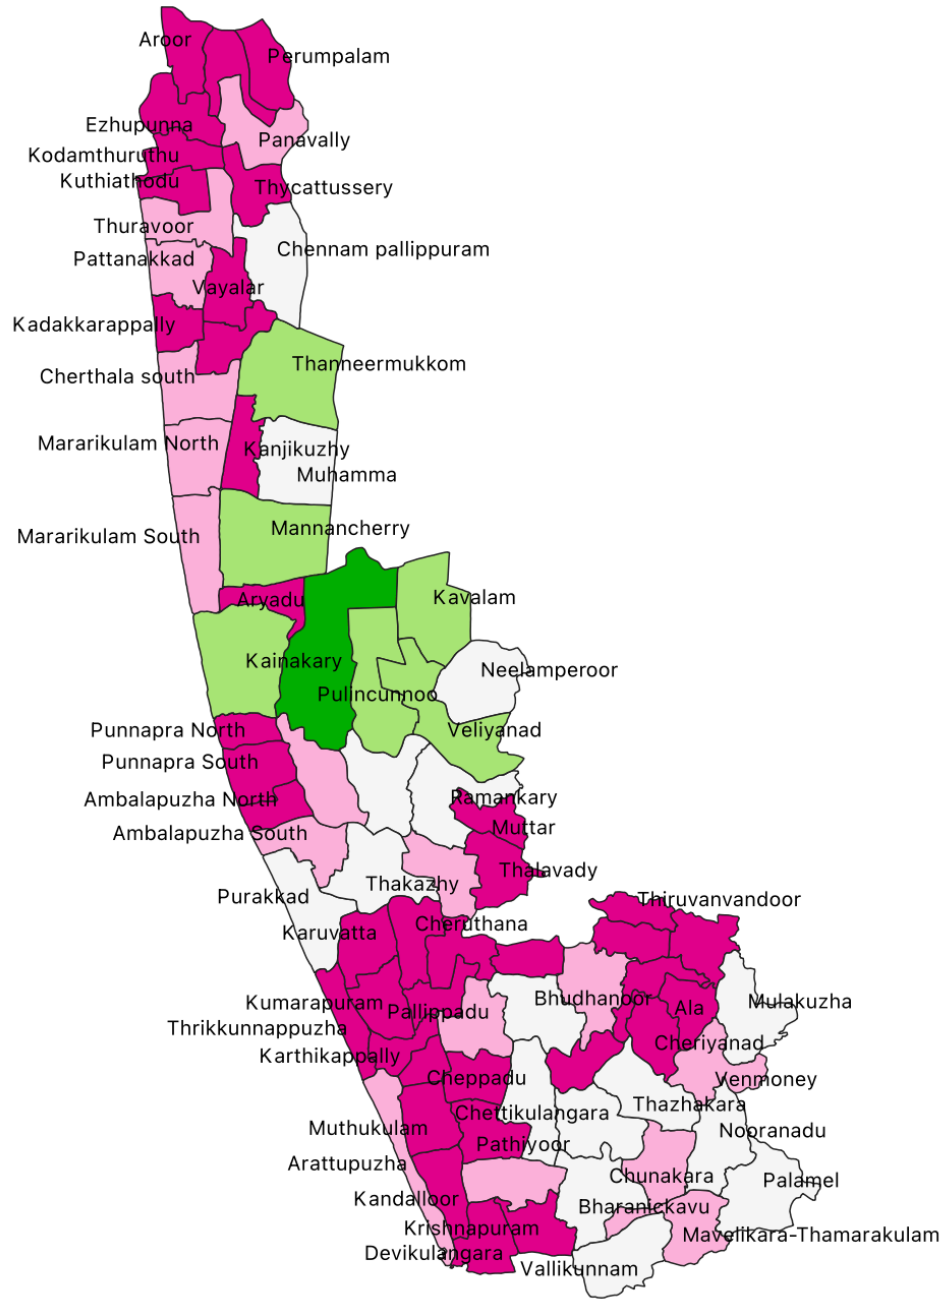 Aroor
Perumpalam
Ezhupunna
Panavally
Kodamthuruthu
Kuthiathodu
Thycattussery
Thuravoor
Chennam pallippuram
Pattanakkad
Vayalar
Kadakkarappally
Thanneermukkom
Cherthala south
Mararikulam North
Kanjikuzhy
Muhamma
Mannancherry
Mararikulam South
Kavalam
Aryadu
Kainakary
Neelamperoor
Pulincunnoo
Punnapra North
Veliyanad
Punnapra South
Ramankary
Ambalapuzha North
Muttar
Ambalapuzha South
Thalavady
Thakazhy
Purakkad
Thiruvanvandoor
Cheruthana
Karuvatta
Bhudhanoor
Kumarapuram
Mulakuzha
Ala
Pallippadu
Thrikkunnappuzha
Cheriyanad
Karthikappally
Cheppadu
Venmoney
Thazhakara
Chettikulangara
Muthukulam
Nooranadu
Pathiyoor
Arattupuzha
Chunakara
Palamel
Kandalloor
Bharanickavu
Krishnapuram
Mavelikara-Thamarakulam
Devikulangara
Vallikunnam